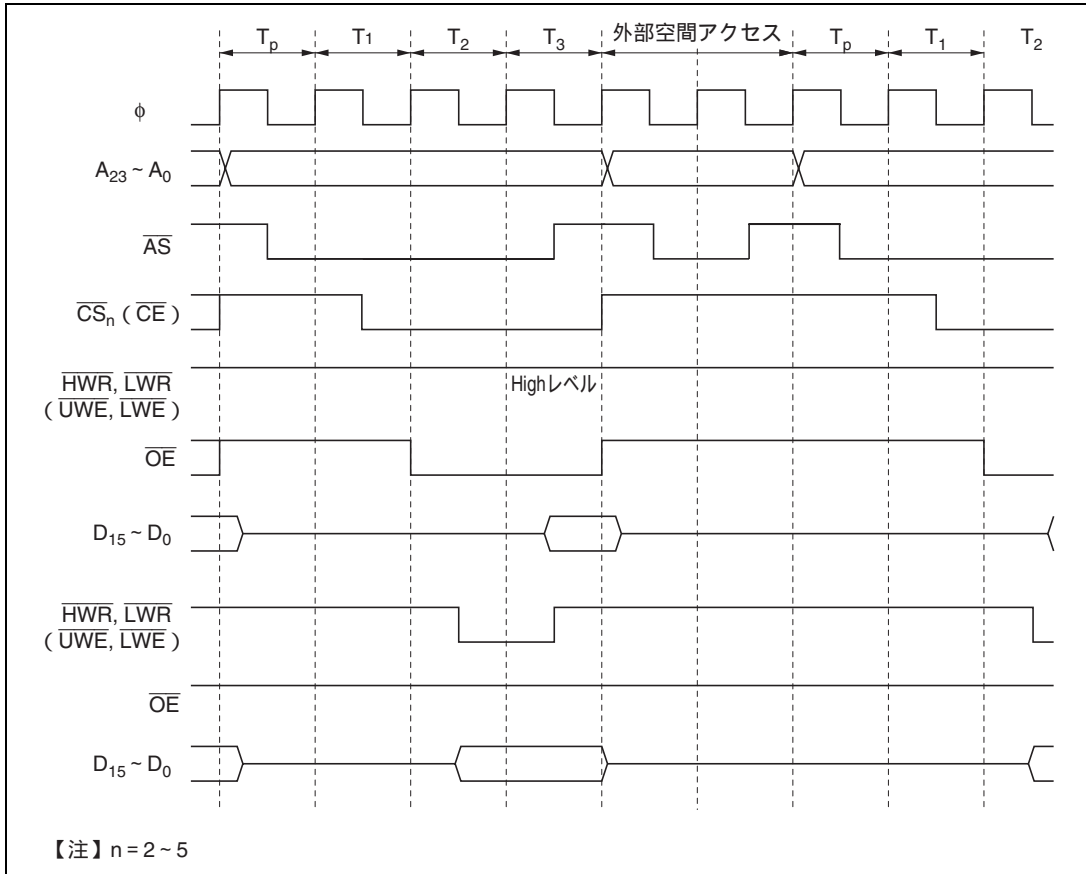 Tp T1 T2 T3 外部空間アクセス Tp T1 T2
φ
A23 ~ A0
AS
CSn ( CE )
HWR, LWR
( UWE, LWE )
Highレベル
OE
D15 ~ D0
HWR, LWR
( UWE, LWE )
OE
D15 ~ D0
【注】 n = 2 ~ 5